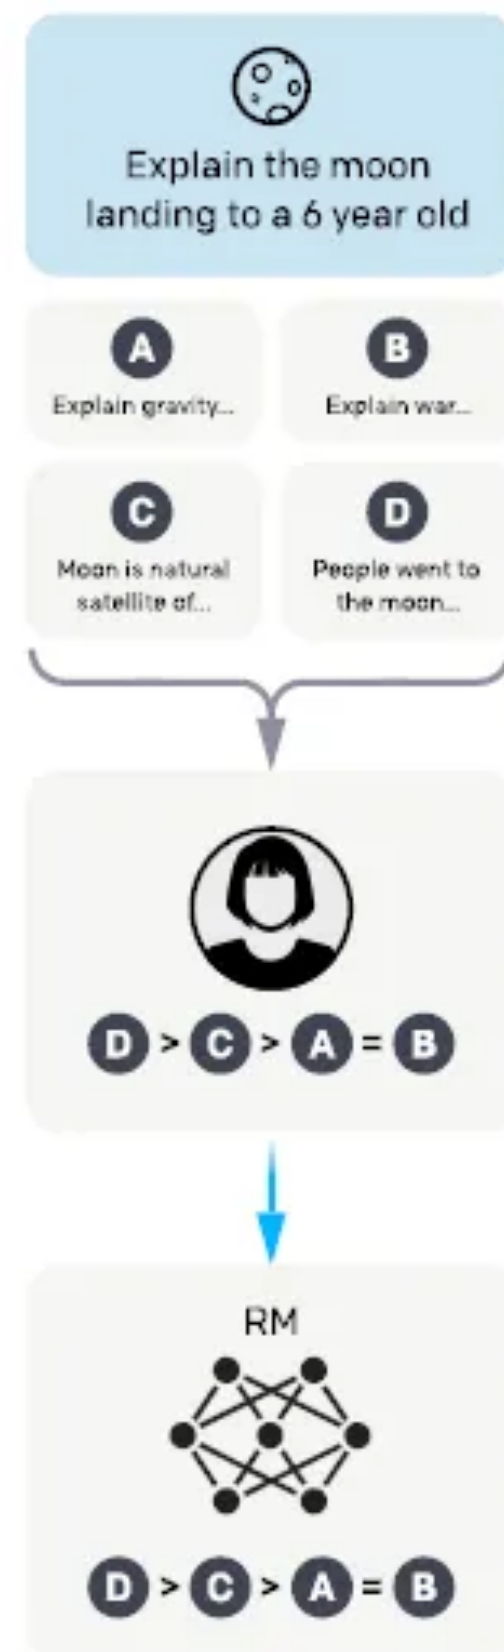 Explain the moon
landing to a 6 year old
A
B
Explain gravity...
Explain war...
C
D
Moon is natural
satellite of...
People went to
the moon...
D > C > A = B
RM
D > C > A = B